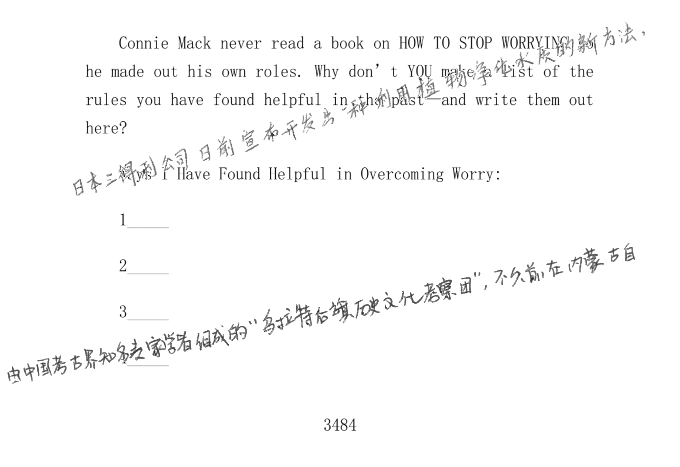 Connie Mack never read a book on HOW TO STOP WORRYING
he made out his own roles. Why don't YOU make a list of the
rules you have found helpful in the past—and write them out
here?
日本三得利公司日前宣布开发出一种利用植物净化水质的新方法，
Ways I Have Found Helpful in Overcoming Worry:
1_____
2_____
3_____
由中国考古界知名专家学者组成的"乌拉特后旗历史文化考察团"，不久前在内蒙古自
_____
3484